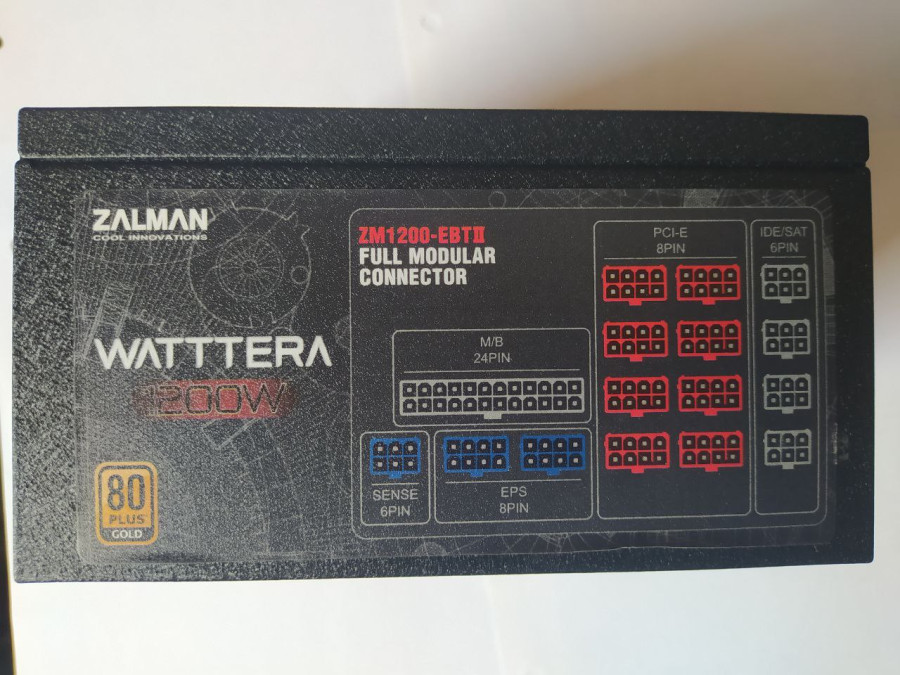 ZALMAN
COOL INNOVATIONS
WATTTERA
1200W
80
PLUS
GOLD
ZM1200-EBTⅡ
FULL MODULAR
CONNECTOR
M/B
24PIN
SENSE
6PIN
EPS
8PIN
PCI-E
8PIN
IDE/SAT
6PIN